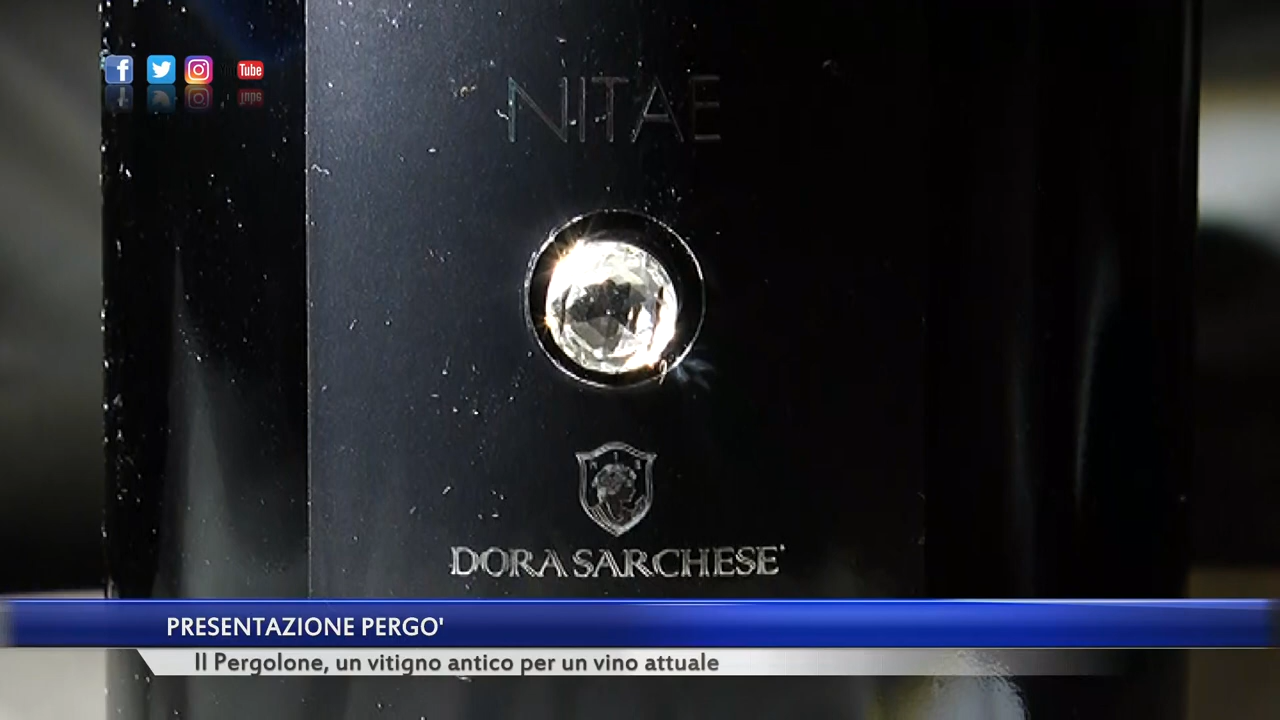 Tube
NITAE
DORA SARCHESE'
PRESENTAZIONE PERGO'
Il Pergolone, un vitigno antico per un vino attuale